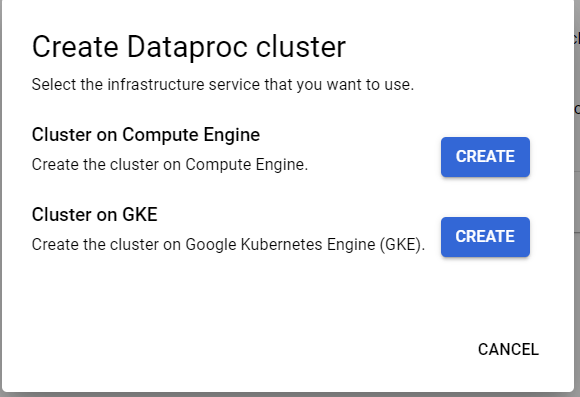 Create Dataproc cluster
Select the infrastructure service that you want to use.
Cluster on Compute Engine
Create the cluster on Compute Engine.
CREATE
Cluster on GKE
Create the cluster on Google Kubernetes Engine (GKE).
CREATE
CANCEL